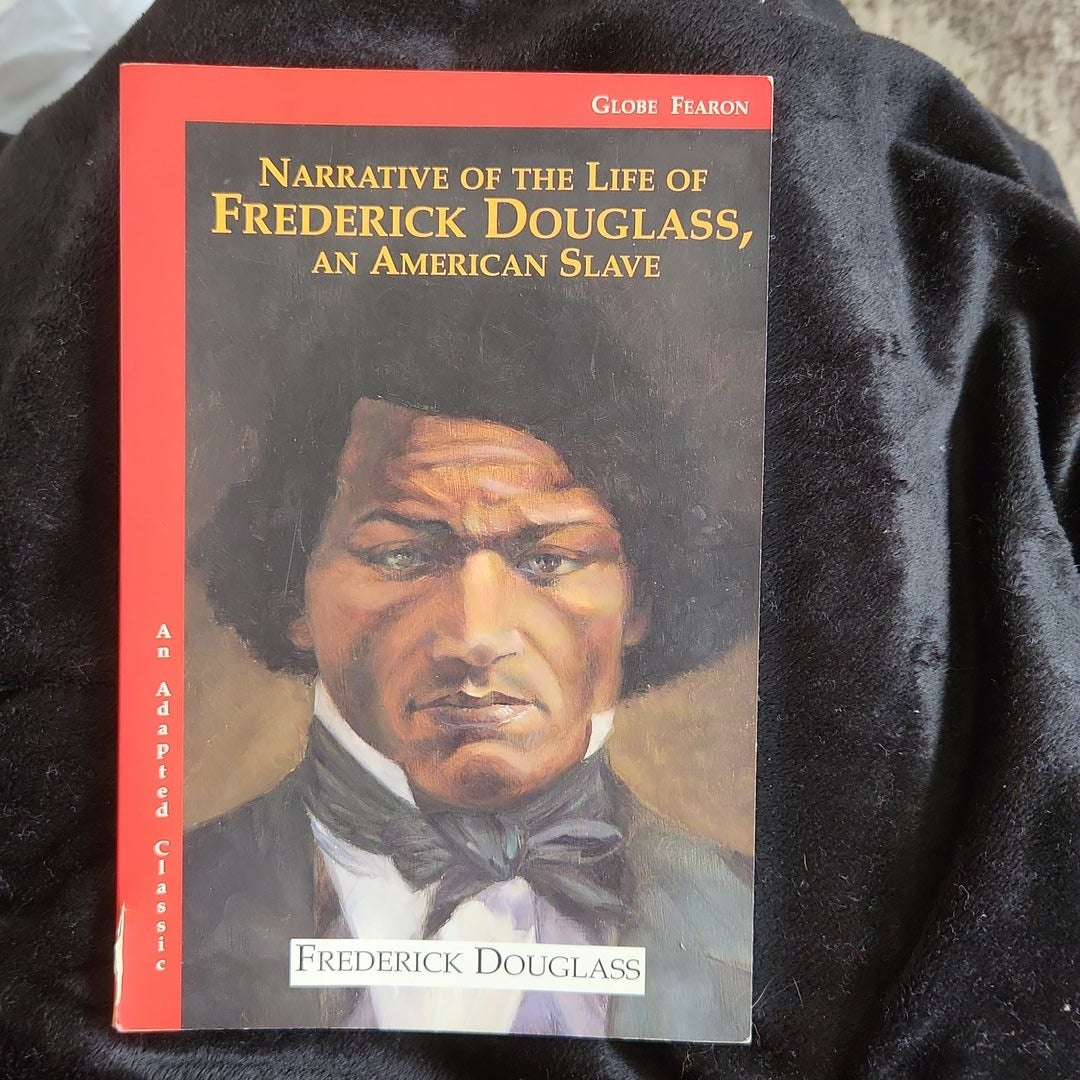 GLOBE FEARON
NARRATIVE OF THE LIFE OF
FREDERICK DOUGLASS,
AN AMERICAN SLAVE
An Adapted Classic
FREDERICK DOUGLASS